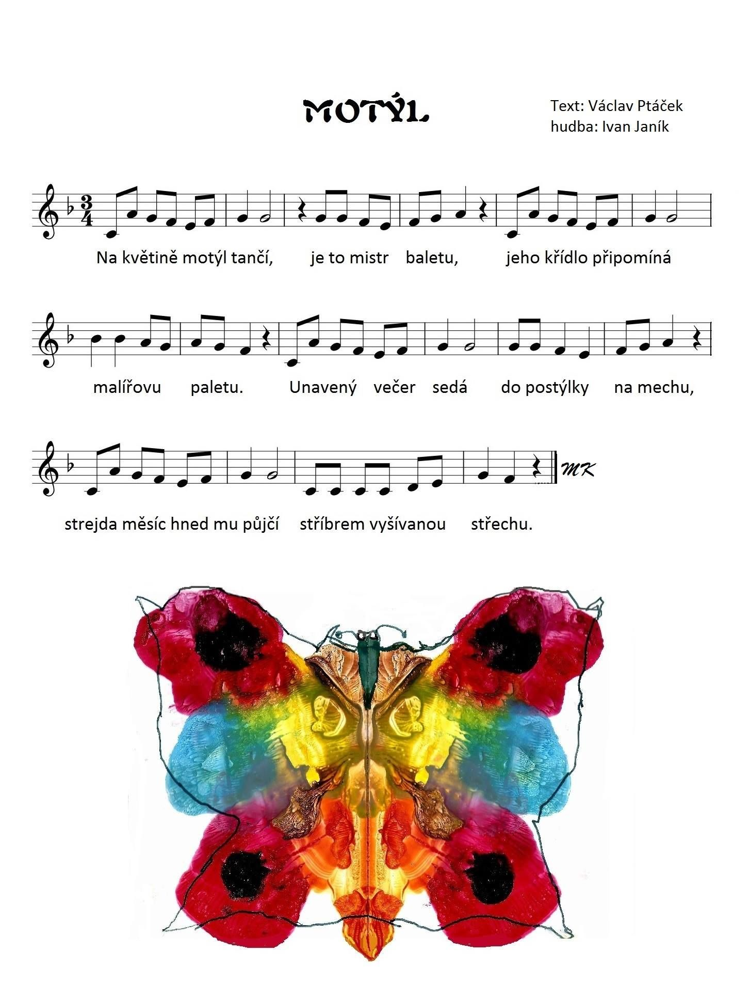 MOTÝL
Text: Václav Ptáček
hudba: Ivan Janík
3
4
Na květině motýl tančí, je to mistr baletu, jeho křídlo připomíná
malířovu paletu. Unavený večer sedá do postýlky na mechu,
MK
strejda měsíc hned mu půjčí stříbrem vyšívanou střechu.